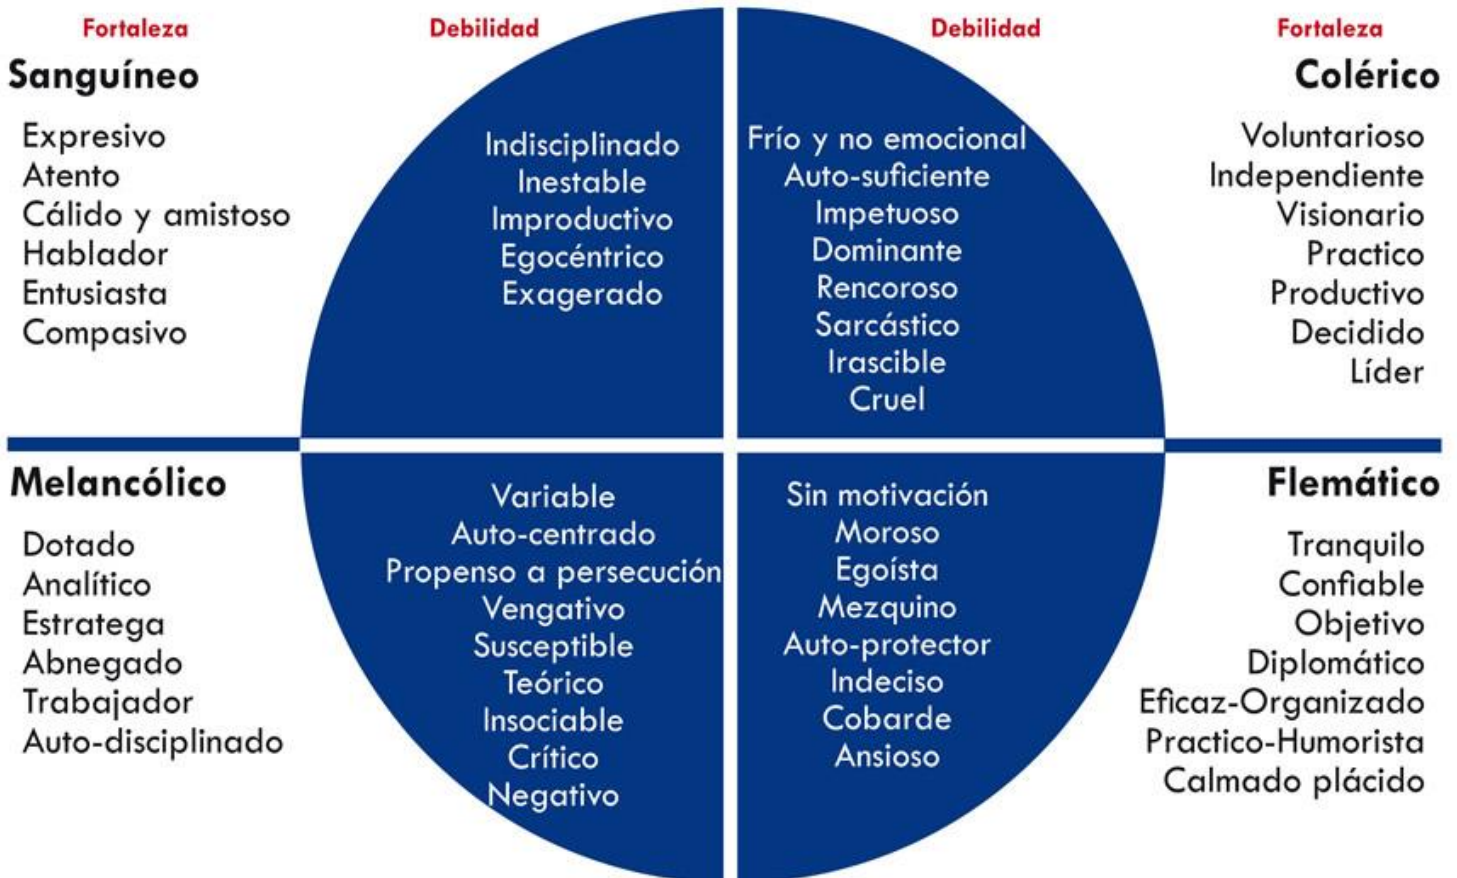 Fortaleza
Debilidad
Debilidad
Fortaleza
Sanguíneo
Expresivo
Atento
Cálido y amistoso
Hablador
Entusiasta
Compasivo
Indisciplinado
Inestable
Improductivo
Egocéntrico
Exagerado
Frío y no emocional
Auto-suficiente
Impetuoso
Dominante
Rencoroso
Sarcástico
Irascible
Cruel
Colérico
Voluntarioso
Independiente
Visionario
Practico
Productivo
Decidido
Líder
Melancólico
Dotado
Analítico
Estratega
Abnegado
Trabajador
Auto-disciplinado
Variable
Auto-centrado
Propenso a persecución
Vengativo
Susceptible
Teórico
Insociable
Crítico
Negativo
Sin motivación
Moroso
Egoísta
Mezquino
Auto-protector
Indeciso
Cobarde
Ansioso
Flemático
Tranquilo
Confiable
Objetivo
Diplomático
Eficaz-Organizado
Practico-Humorista
Calmado plácido